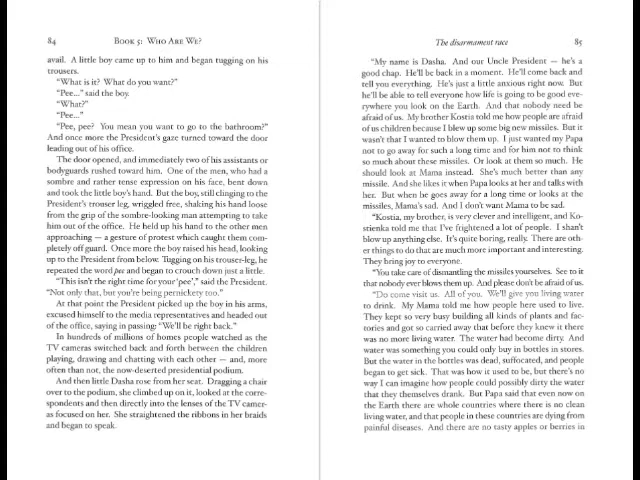 84 Book 5: Who Are We?
avail. A little boy came up to him and began tugging on his
trousers.
"What is it? What do you want?"
"Pee..." said the boy.
"What?"
"Pee..."
"Pee, pee? You mean you want to go to the bathroom?"
And once more the President's gaze turned toward the door
leading out of his office.
The door opened, and immediately two of his assistants or
bodyguards rushed toward him. One of the men, who had a
sombre and rather tense expression on his face, bent down
and took the little boy's hand. But the boy, still clinging to the
President's trouser leg, wriggled free, shaking his hand loose
from the grip of the sombre-looking man attempting to take
him out of the office. He held up his hand to the other men
approaching — a gesture of protest which caught them com-
pletely off guard. Once more the boy raised his head, looking
up to the President from below. Tugging on his trouser-leg, he
repeated the word pee and began to crouch down just a little.
"This isn't the right time for your 'pee'," said the President.
"Not only that, but you're being pernickety too."
At that point the President picked up the boy in his arms,
excused himself to the media representatives and headed out
of the office, saying in passing: "We'll be right back."
In hundreds of millions of homes people watched as the
TV cameras switched back and forth between the children
playing, drawing and chatting with each other — and, more
often than not, the now-deserted presidential podium.
And then little Dasha rose from her seat. Dragging a chair
over to the podium, she climbed up on it, looked at the corre-
spondents and then directly into the lenses of the TV camer-
as focused on her. She straightened the ribbons in her braids
and began to speak.
The disarmament race 85
"My name is Dasha. And our Uncle President — he's a
good chap. He'll be back in a moment. He'll come back and
tell you everything. He's just a little anxious right now. But
he'll be able to tell everyone how life is going to be good eve-
rywhere you look on the Earth. And that nobody need be
afraid of us. My brother Kostia told me how people are afraid
of us children because I blew up some big new missiles. But it
wasn't that I wanted to blow them up. I just wanted my Papa
not to go away for such a long time and for him not to think
so much about these missiles. Or look at them so much. He
should look at Mama instead. She's much better than any
missile. And she likes it when Papa looks at her and talks with
her. But when he goes away for a long time or looks at the
missiles, Mama's sad. And I don't want Mama to be sad.
"Kostia, my brother, is very clever and intelligent, and Ko-
stienka told me that I've frightened a lot of people. I shan't
blow up anything else. It's quite boring, really. There are oth-
er things to do that are much more important and interesting.
They bring joy to everyone.
"You take care of dismantling the missiles yourselves. See to it
that nobody ever blows them up. And please don't be afraid of us.
"Do come visit us. All of you. We'll give you living water
to drink. My Mama told me how people here used to live.
They kept so very busy building all kinds of plants and fac-
tories and got so carried away that before they knew it there
was no more living water. The water had become dirty. And
water was something you could only buy in bottles in stores.
But the water in the bottles was dead, suffocated, and people
began to get sick. That was how it used to be, but there's no
way I can imagine how people could possibly dirty the water
that they themselves drank. But Papa said that even now on
the Earth there are whole countries where there is no clean
living water, and that people in these countries are dying from
painful diseases. And there are no tasty apples or berries in